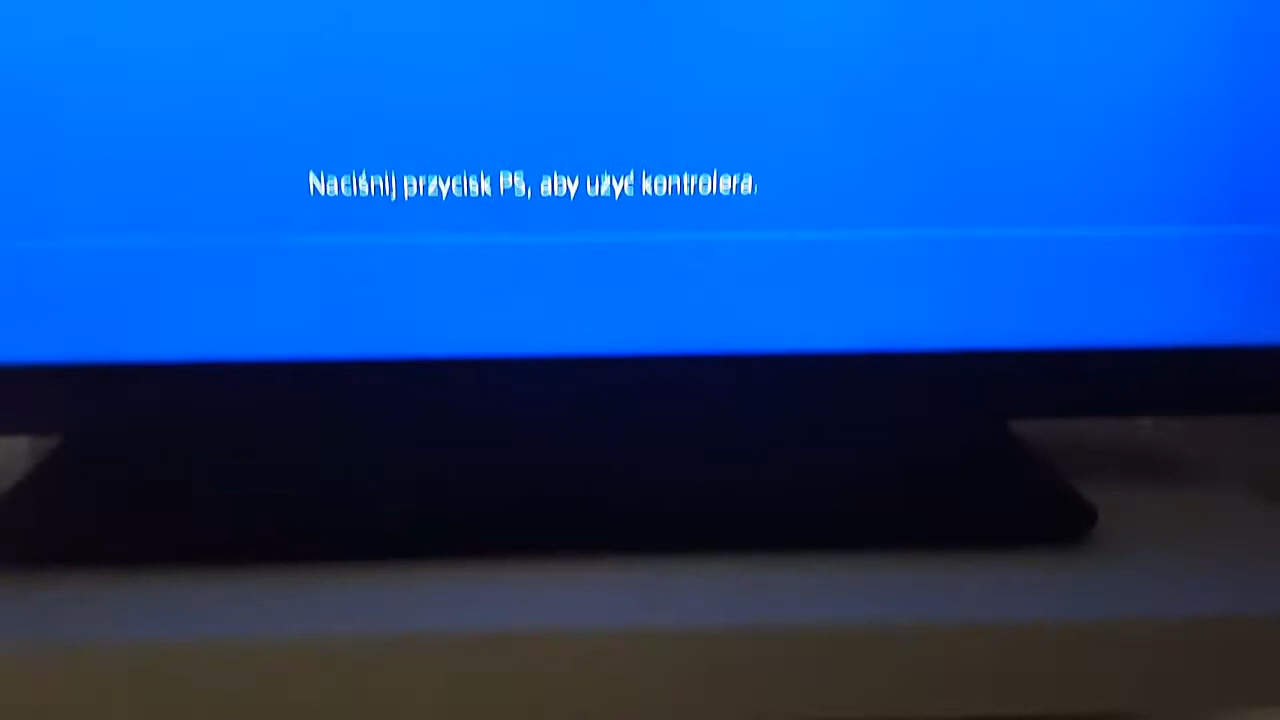 Naciśnij przycisk PS, aby użyć kontrolera.